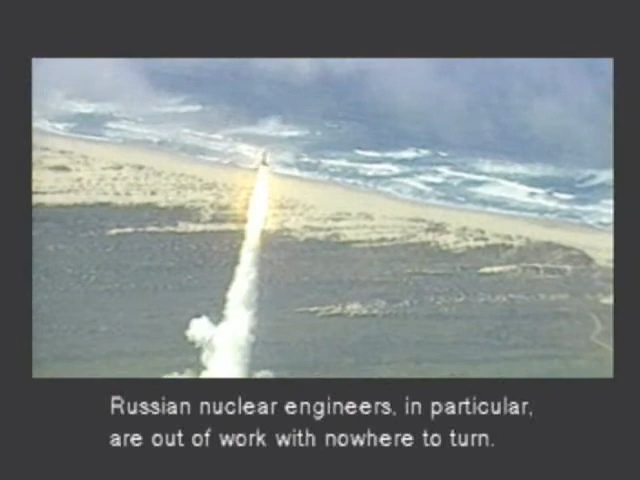 Russian nuclear engineers, in particular,
are out of work with nowhere to turn.